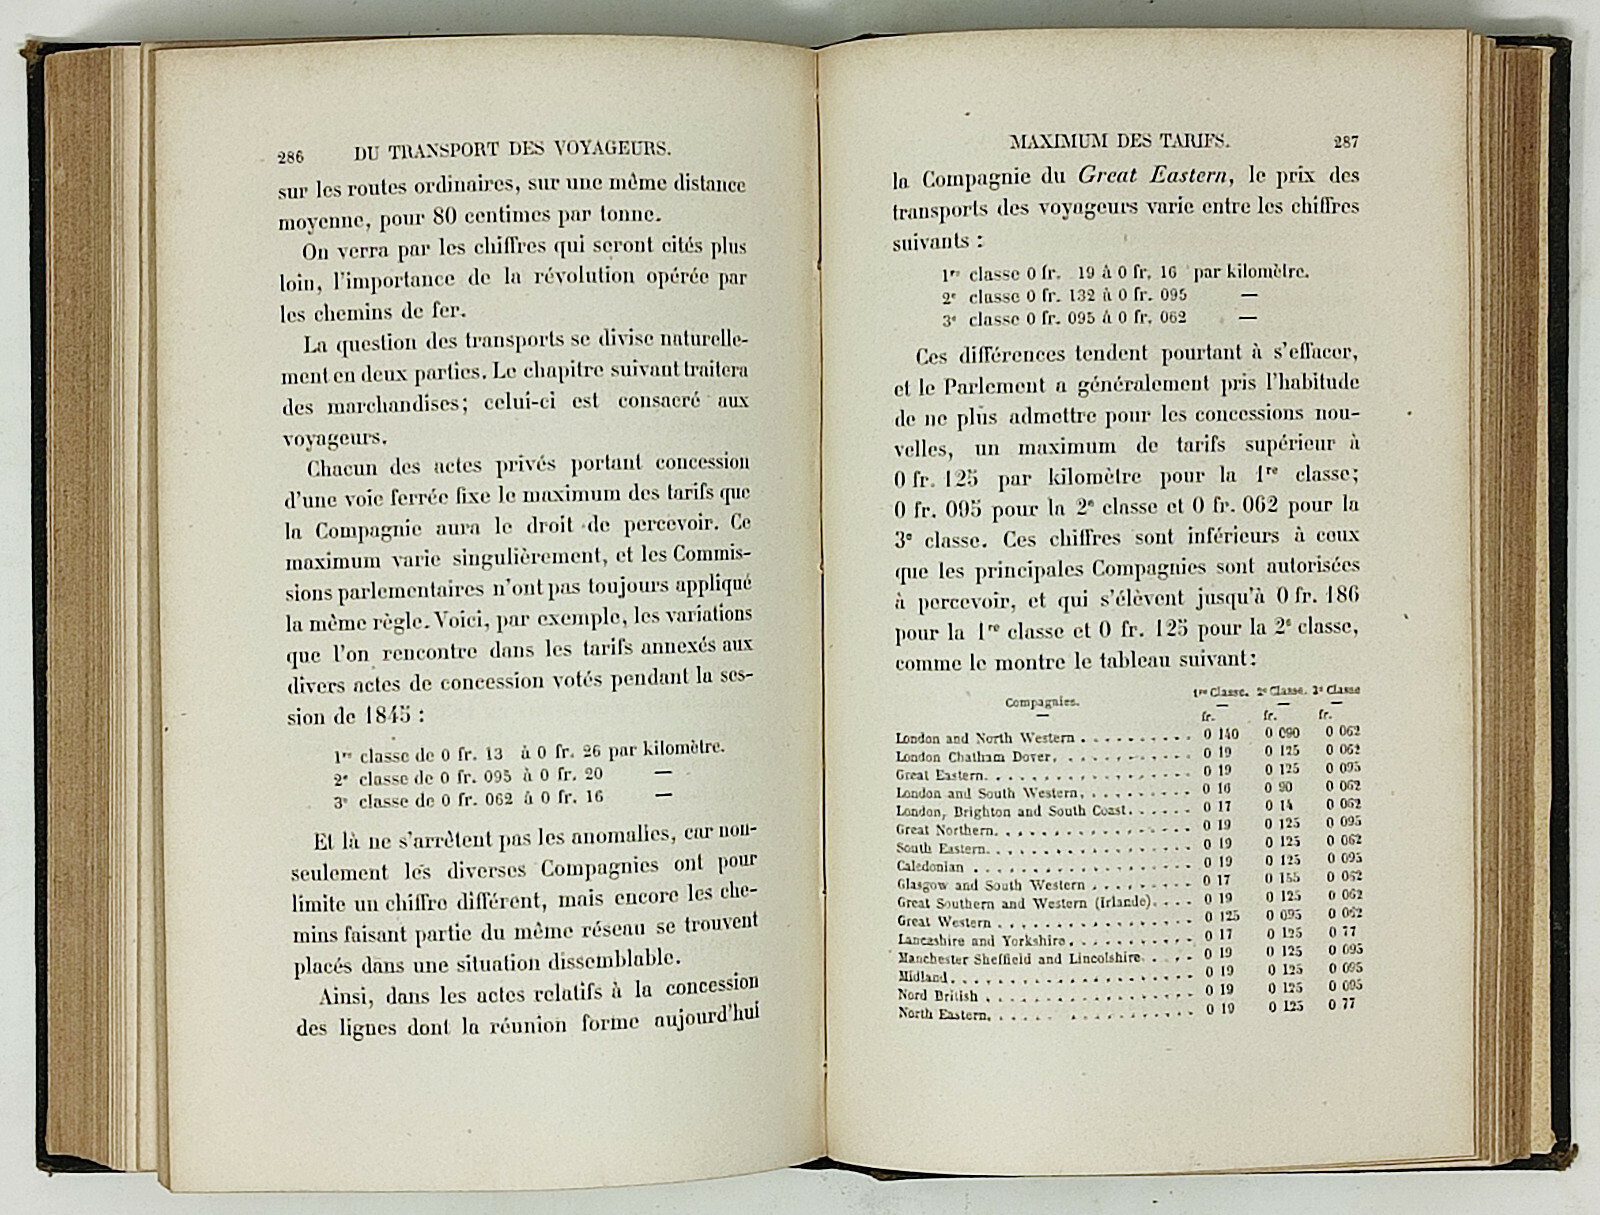 286 DU TRANSPORT DES VOYAGEURS.
sur les routes ordinaires, sur une même distance
moyenne, pour 80 centimes par tonne.
On verra par les chiffres qui seront cités plus
loin, l'importance de la révolution opérée par
les chemins de fer.
La question des transports se divise naturelle-
ment en deux parties. Le chapitre suivant traitera
des marchandises; celui-ci est consacré aux
voyageurs.
Chacun des actes privés portant concession
d'une voie ferrée fixe le maximum des tarifs que
la Compagnie aura le droit de percevoir. Ce
maximum varie singulièrement, et les Commis-
sions parlementaires n'ont pas toujours appliqué
la même règle. Voici, par exemple, les variations
que l'on rencontre dans les tarifs annexés aux
divers actes de concession votés pendant la ses-
sion de 1845 :
1re classe de 0 fr. 13 à 0 fr. 26 par kilomètre.
2e classe de 0 fr. 095 à 0 fr. 20 —
3e classe de 0 fr. 062 à 0 fr. 16 —
Et là ne s'arrêtent pas les anomalies, car non-
seulement les diverses Compagnies ont pour
limite un chiffre différent, mais encore les che-
mins faisant partie du même réseau se trouvent
placés dans une situation dissemblable.
Ainsi, dans les actes relatifs à la concession
des lignes dont la réunion forme aujourd'hui
MAXIMUM DES TARIFS. 287
la Compagnie du Great Eastern, le prix des
transports des voyageurs varie entre les chiffres
suivants :
1re classe 0 fr. 19 à 0 fr. 16 par kilomètre.
2e classe 0 fr. 132 à 0 fr. 095 —
3e classe 0 fr. 095 à 0 fr. 062 —
Ces différences tendent pourtant à s'effacer,
et le Parlement a généralement pris l'habitude
de ne plus admettre pour les concessions nou-
velles, un maximum de tarifs supérieur à
0 fr. 125 par kilomètre pour la 1re classe;
0 fr. 095 pour la 2e classe et 0 fr. 062 pour la
3e classe. Ces chiffres sont inférieurs à ceux
que les principales Compagnies sont autorisées
à percevoir, et qui s'élèvent jusqu'à 0 fr. 186
pour la 1re classe et 0 fr. 125 pour la 2e classe,
comme le montre le tableau suivant:
Compagnies. 1re Classe. 2e Classe. 3e Classe
fr. fr. fr.
London and North Western . . . . . . . . . . 0 140 0 090 0 062
London Chatham Dover. . . . . . . . . . . 0 19 0 125 0 062
Great Eastern. . . . . . . . . . . . . . . . 0 19 0 125 0 095
London and South Western. . . . . . . . . . 0 16 0 90 0 062
London, Brighton and South Coast. . . . . . 0 17 0 14 0 062
Great Northern. . . . . . . . . . . . . . . 0 19 0 125 0 095
South Eastern. . . . . . . . . . . . . . . . 0 19 0 125 0 062
Caledonian . . . . . . . . . . . . . . . . . 0 19 0 125 0 095
Glasgow and South Western . . . . . . . . . 0 17 0 155 0 062
Great Southern and Western (Irlande). . . . 0 19 0 125 0 062
Great Western . . . . . . . . . . . . . . . 0 125 0 095 0 062
Lancashire and Yorkshire. . . . . . . . . . 0 17 0 125 0 77
Manchester Sheffield and Lincolshire. . . . . 0 19 0 125 0 095
Midland. . . . . . . . . . . . . . . . . . . 0 19 0 125 0 095
Nord British . . . . . . . . . . . . . . . . 0 19 0 125 0 095
North Eastern. . . . . . . . . . . . . . . . 0 19 0 125 0 77